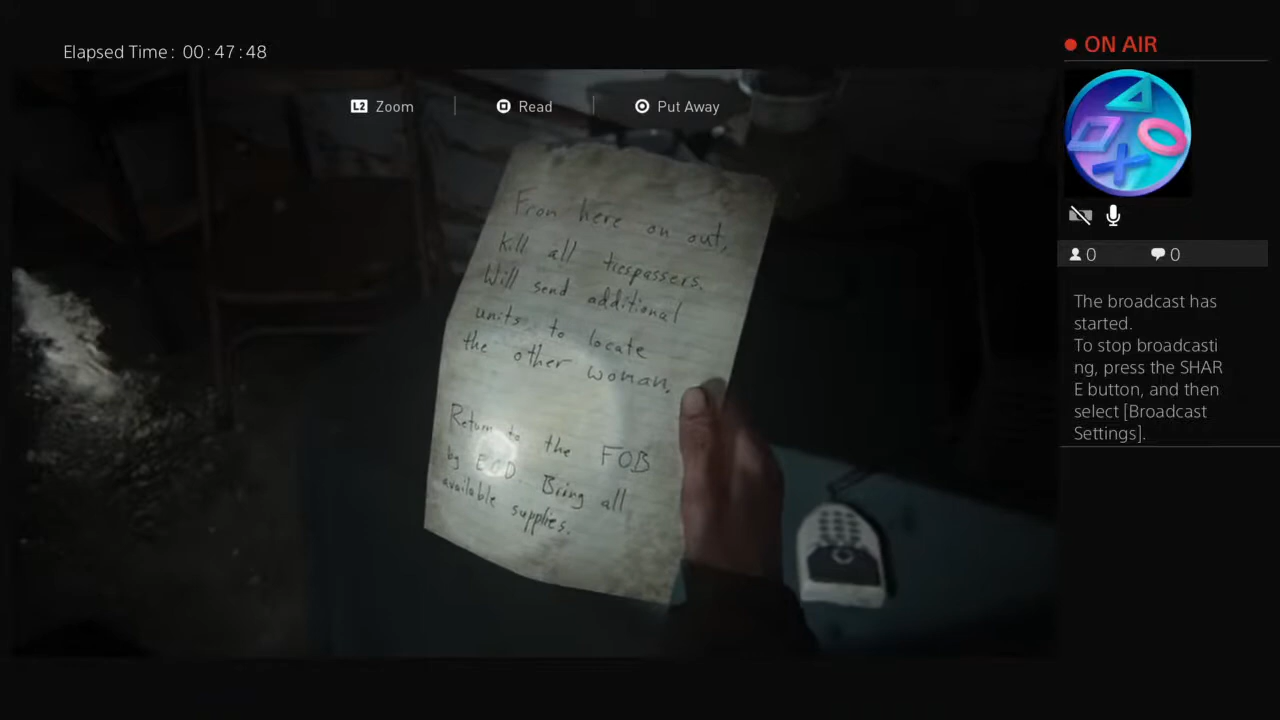 Elapsed Time: 00:47:48
ON AIR
L2 Zoom
Read
Put Away
From here on out,
kill all trespassers.
Will send additional
units to locate
the other woman.
Return to the FOB
by EOD. Bring all
available supplies.
0
0
The broadcast has
started.
To stop broadcasti
ng, press the SHAR
E button, and then
select [Broadcast
Settings].